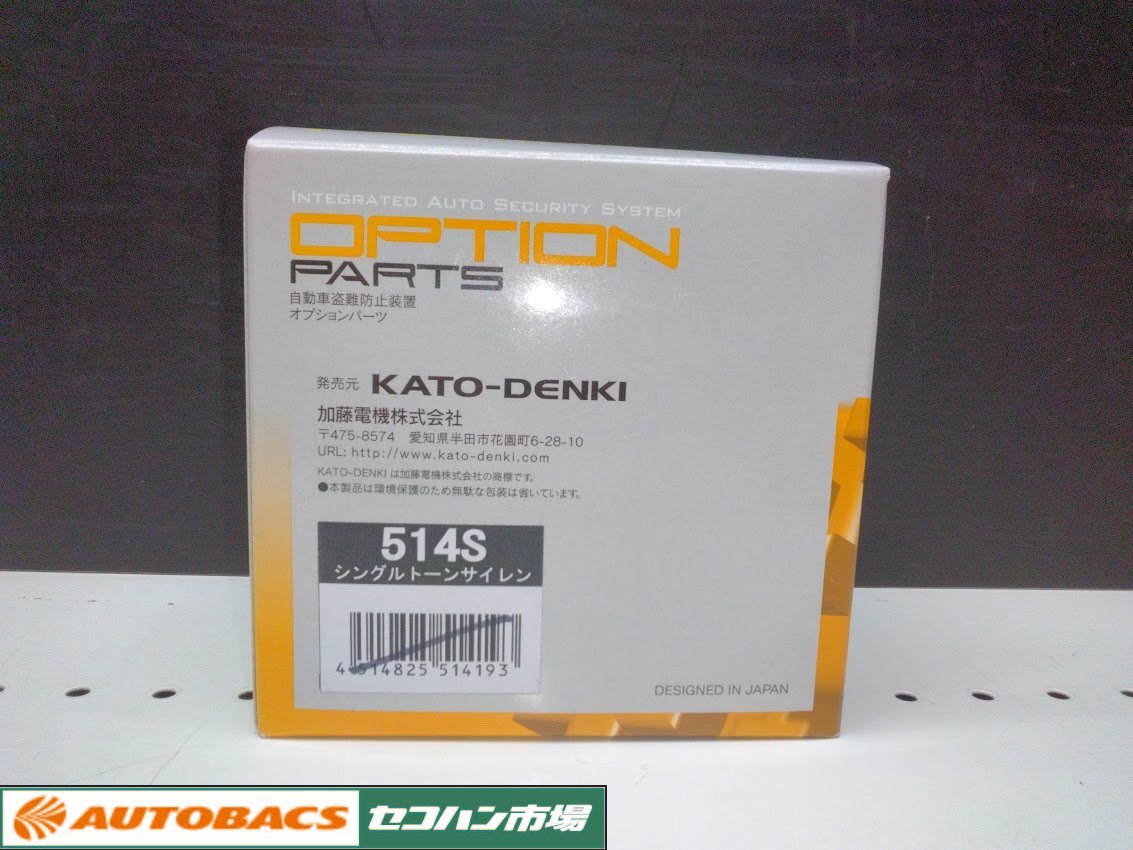 INTEGRATED AUTO SECURITY SYSTEM
OPTION
PARTS
自動車盗難防止装置
オプションパーツ
発売元 KATO-DENKI
加藤電機株式会社
〒475-8574 愛知県半田市花園町6-28-10
URL: http://www.kato-denki.com
KATO-DENKI は加藤電機株式会社の商標です。
●本製品は環境保護のため無駄な包装は省いています。
514S
シングルトーンサイレン
4 514825 514193
DESIGNED IN JAPAN
AUTOBACS セコハン市場